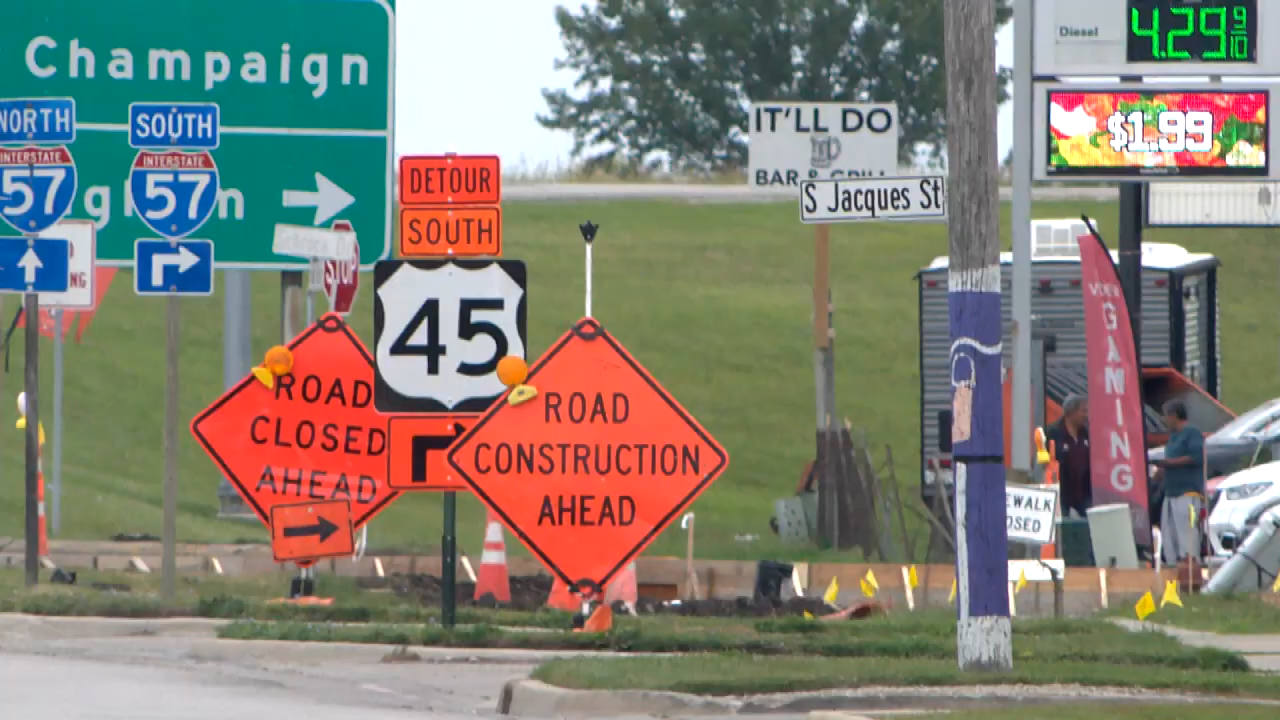 Champaign
NORTH
INTERSTATE
57
SOUTH
INTERSTATE
57
STOP
DETOUR
SOUTH
45
ROAD
CLOSED
AHEAD
ROAD
CONSTRUCTION
AHEAD
IT'LL DO
BAR & GRILL
S Jacques St
Diesel
4.29 9/10
$1.99
GAMING